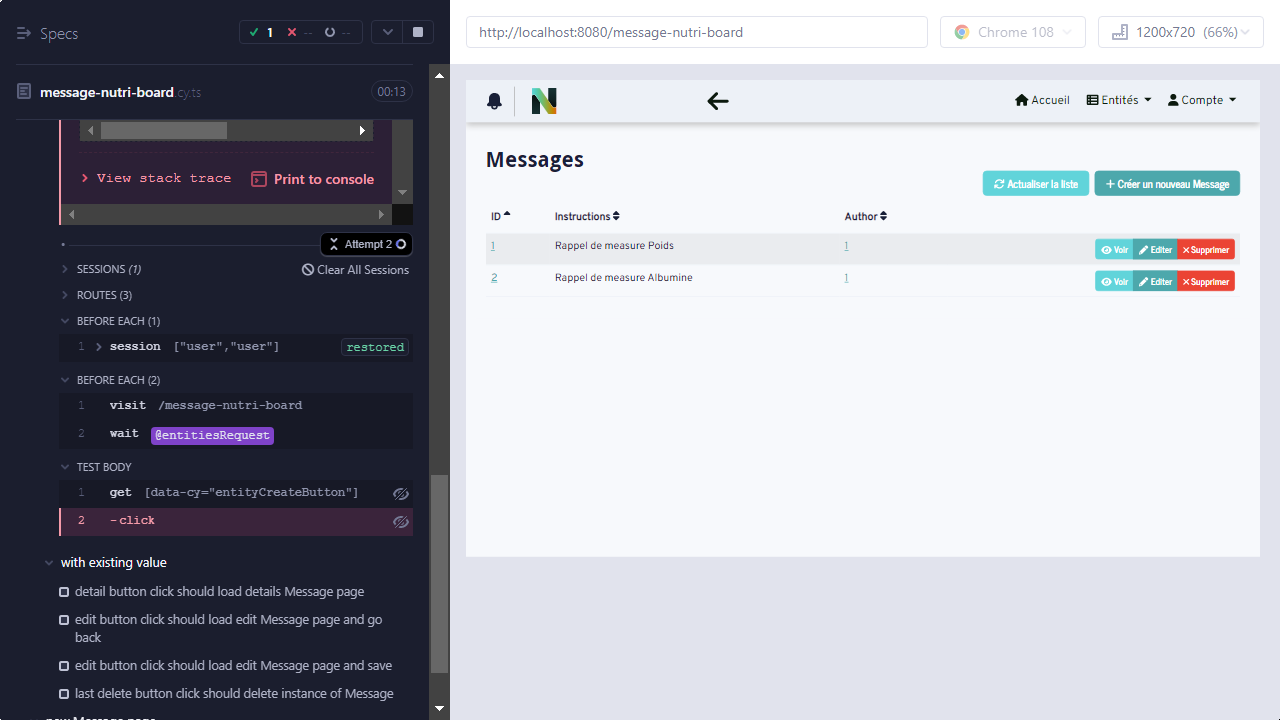 Specs
1
--
--
message-nutri-board.cy.ts
00:13
View stack trace
Print to console
Attempt 2
SESSIONS (1)
Clear All Sessions
ROUTES (3)
BEFORE EACH (1)
1 session ["user","user"] restored
BEFORE EACH (2)
1 visit /message-nutri-board
2 wait @entitiesRequest
TEST BODY
1 get [data-cy="entityCreateButton"]
2 -click
with existing value
detail button click should load details Message page
edit button click should load edit Message page and go
back
edit button click should load edit Message page and save
last delete button click should delete instance of Message
new Message page
http://localhost:8080/message-nutri-board
Chrome 108
1200x720 (66%)
Accueil
Entités
Compte
Messages
Actualiser la liste
Créer un nouveau Message
ID Instructions Author
1 Rappel de measure Poids 1 Voir Editer Supprimer
2 Rappel de measure Albumine 1 Voir Editer Supprimer